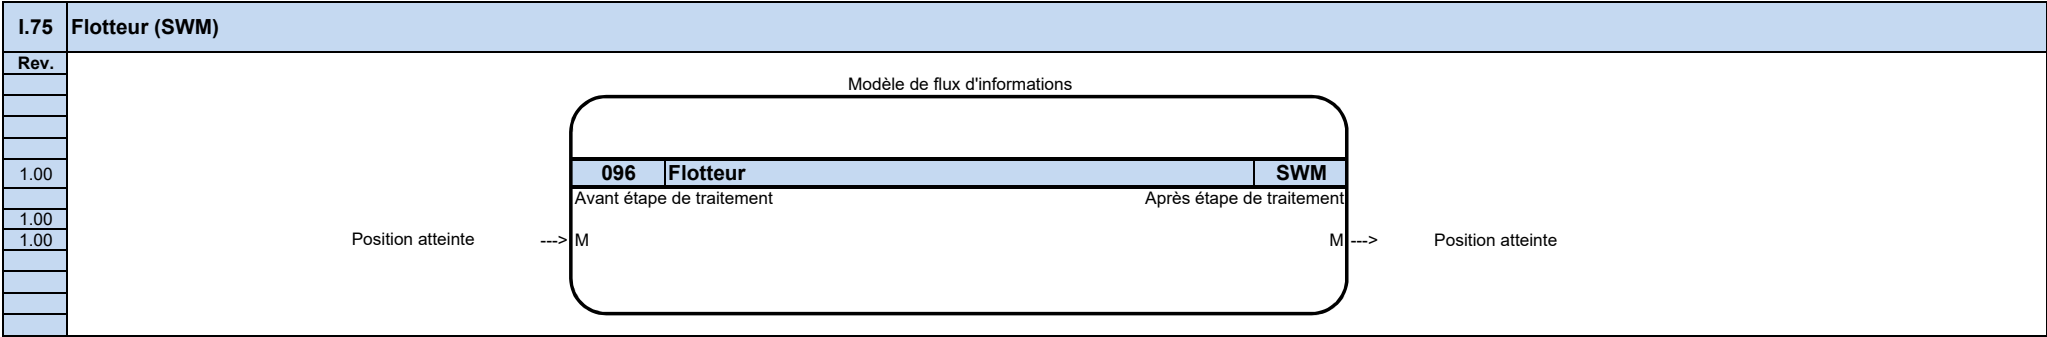 I.75 Flotteur (SWM)
Rev.
Modèle de flux d'informations
1.00 096 Flotteur SWM
Avant étape de traitement Après étape de traitement
1.00
1.00 Position atteinte ---> M M ---> Position atteinte